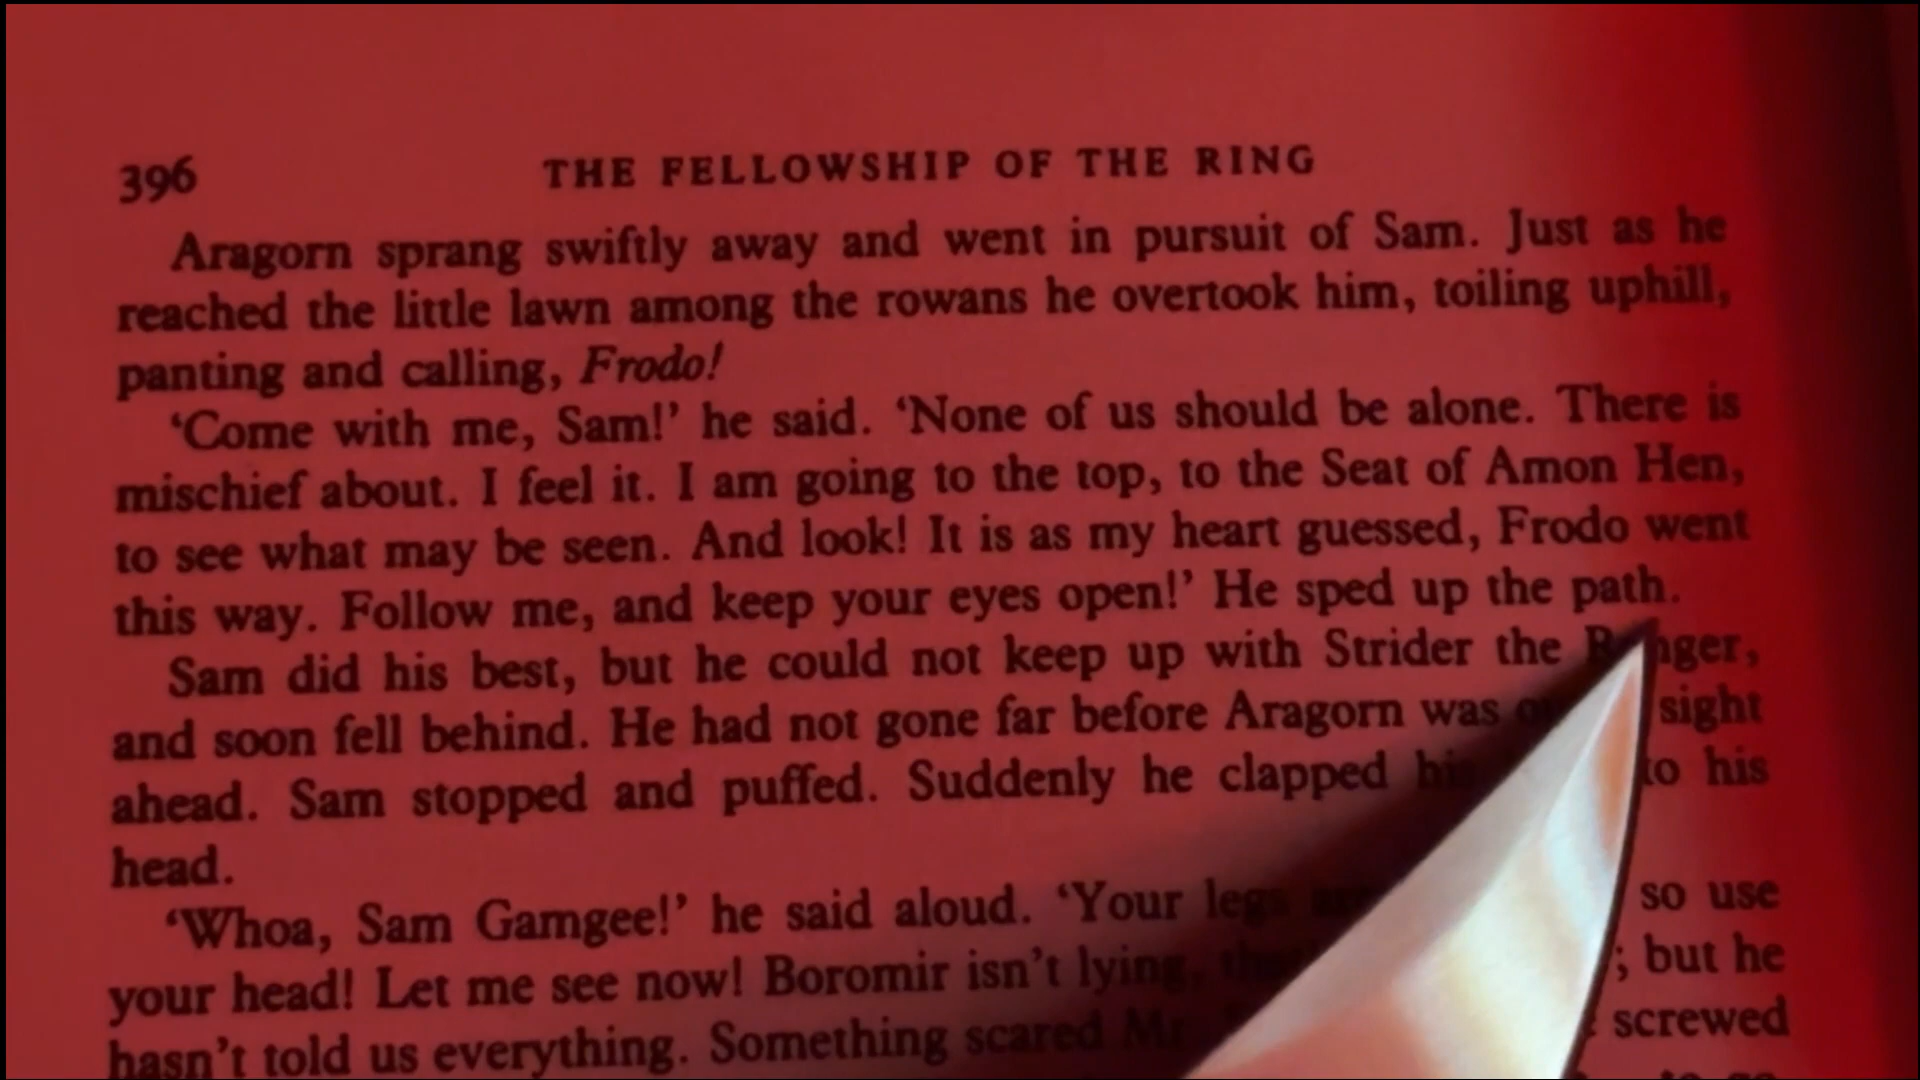 396 THE FELLOWSHIP OF THE RING
Aragorn sprang swiftly away and went in pursuit of Sam. Just as he
reached the little lawn among the rowans he overtook him, toiling uphill,
panting and calling, Frodo!
‘Come with me, Sam!’ he said. ‘None of us should be alone. There is
mischief about. I feel it. I am going to the top, to the Seat of Amon Hen,
to see what may be seen. And look! It is as my heart guessed, Frodo went
this way. Follow me, and keep your eyes open!’ He sped up the path.
Sam did his best, but he could not keep up with Strider the Ranger,
and soon fell behind. He had not gone far before Aragorn was sight
ahead. Sam stopped and puffed. Suddenly he clapped his to his
head.
‘Whoa, Sam Gamgee!’ he said aloud. ‘Your legs so use
your head! Let me see now! Boromir isn’t lying, ; but he
hasn’t told us everything. Something scared Mr. screwed